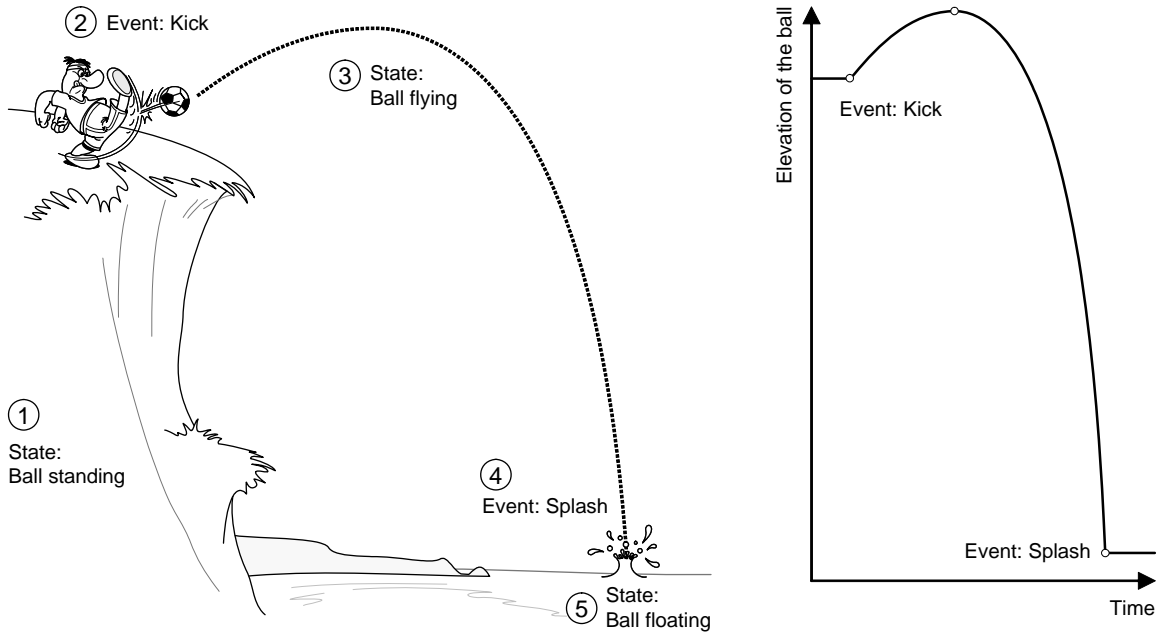 2 Event: Kick
3 State:
Ball flying
1
State:
Ball standing
4
Event: Splash
5 State:
Ball floating
Elevation of the ball
Event: Kick
Event: Splash
Time